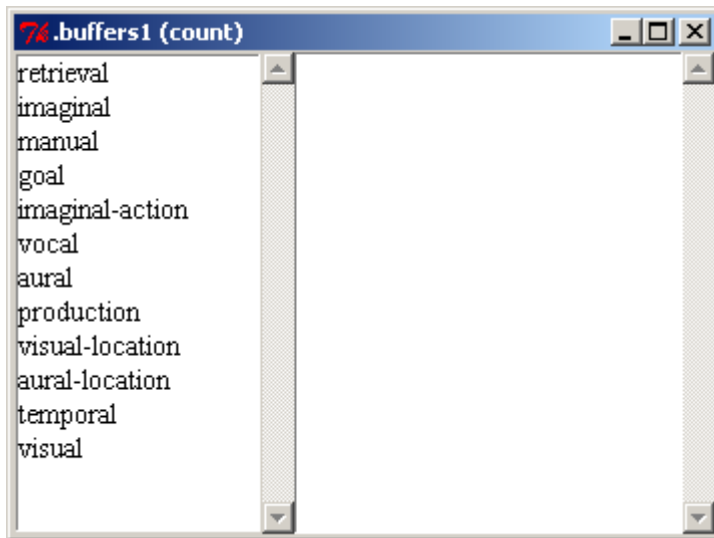 .buffers1 (count)
retrieval
imaginal
manual
goal
imaginal-action
vocal
aural
production
visual-location
aural-location
temporal
visual